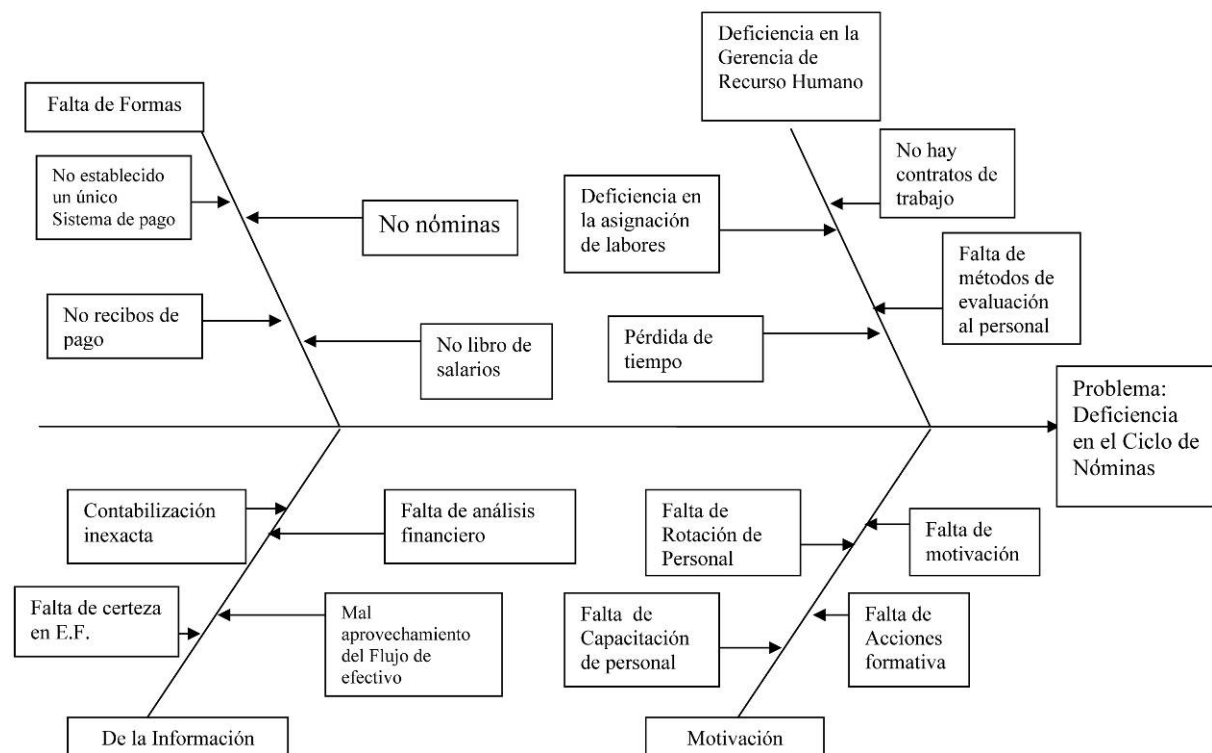 Deficiencia en la
Gerencia de
Recurso Humano
Falta de Formas
No establecido
un único
Sistema de pago
No nóminas
No recibos de
pago
No libro de
salarios
Deficiencia en
la asignación
de labores
No hay
contratos de
trabajo
Pérdida de
tiempo
Falta de
métodos de
evaluación
al personal
Problema:
Deficiencia
en el Ciclo de
Nóminas
Contabilización
inexacta
Falta de análisis
financiero
Falta de certeza
en E.F.
Mal
aprovechamiento
del Flujo de
efectivo
De la Información
Falta de
Rotación de
Personal
Falta de
motivación
Falta de
Capacitación
de personal
Falta de
Acciones
formativa
Motivación